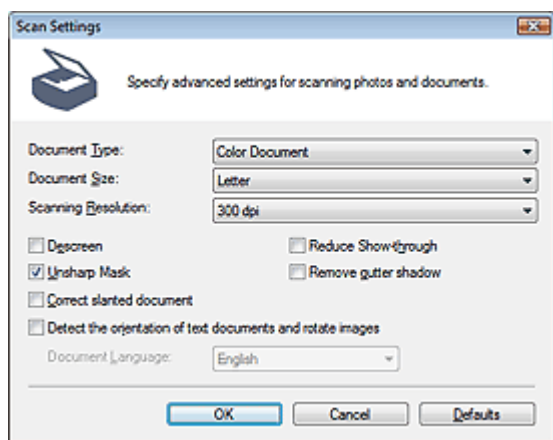 Scan Settings
Specify advanced settings for scanning photos and documents.
Document Type: Color Document
Document Size: Letter
Scanning Resolution: 300 dpi
Descreen Reduce Show-through
Unsharp Mask Remove gutter shadow
Correct slanted document
Detect the orientation of text documents and rotate images
Document Language: English
OK Cancel Defaults